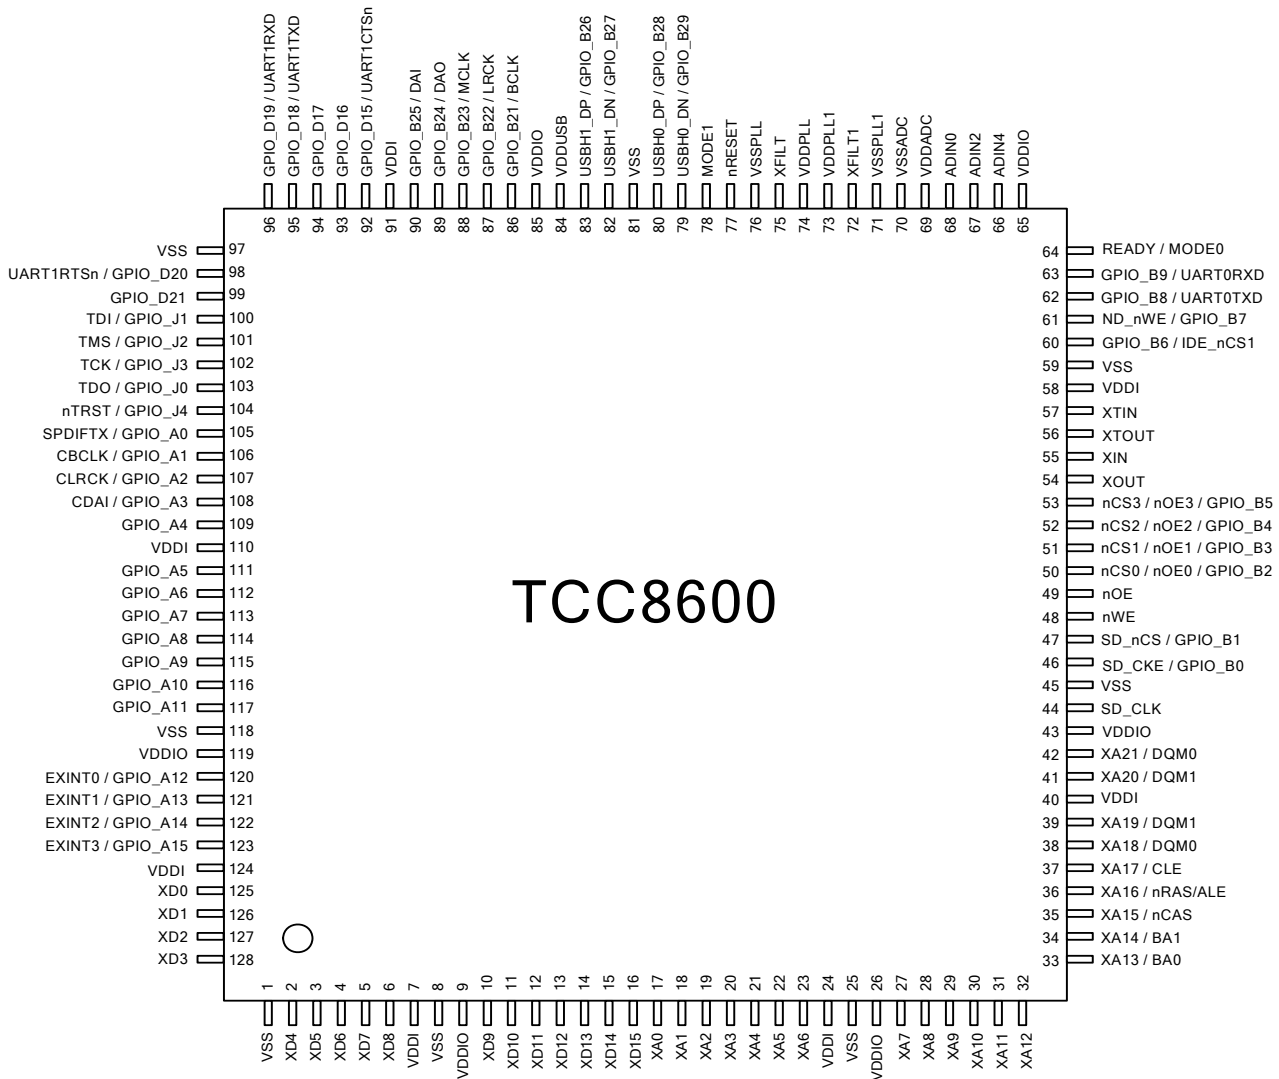 GPIO_D19 / UART1RXD
GPIO_D18 / UART1TXD
GPIO_D17
GPIO_D16
GPIO_D15 / UART1CTSn
VDDI
GPIO_B25 / DAI
GPIO_B24 / DAO
GPIO_B23 / MCLK
GPIO_B22 / LRCK
GPIO_B21 / BCLK
VDDIO
VDDUSB
USBH1_DP / GPIO_B26
USBH1_DN / GPIO_B27
VSS
USBH0_DP / GPIO_B28
USBH0_DN / GPIO_B29
MODE1
nRESET
VSSPLL
XFILT
VDDPLL
VDDPLL1
XFILT1
VSSPLL1
VSSADC
VDDADC
ADIN0
ADIN2
ADIN4
VDDIO
96 95 94 93 92 91 90 89 88 87 86 85 84 83 82 81 80 79 78 77 76 75 74 73 72 71 70 69 68 67 66 65
VSS 97
UART1RTSn / GPIO_D20 98
GPIO_D21 99
TDI / GPIO_J1 100
TMS / GPIO_J2 101
TCK / GPIO_J3 102
TDO / GPIO_J0 103
nTRST / GPIO_J4 104
SPDIFTX / GPIO_A0 105
CBCLK / GPIO_A1 106
CLRCK / GPIO_A2 107
CDAI / GPIO_A3 108
GPIO_A4 109
VDDI 110
GPIO_A5 111
GPIO_A6 112
GPIO_A7 113
GPIO_A8 114
GPIO_A9 115
GPIO_A10 116
GPIO_A11 117
VSS 118
VDDIO 119
EXINT0 / GPIO_A12 120
EXINT1 / GPIO_A13 121
EXINT2 / GPIO_A14 122
EXINT3 / GPIO_A15 123
VDDI 124
XD0 125
XD1 126
XD2 127
XD3 128
TCC8600
64 READY / MODE0
63 GPIO_B9 / UART0RXD
62 GPIO_B8 / UART0TXD
61 ND_nWE / GPIO_B7
60 GPIO_B6 / IDE_nCS1
59 VSS
58 VDDI
57 XTIN
56 XTOUT
55 XIN
54 XOUT
53 nCS3 / nOE3 / GPIO_B5
52 nCS2 / nOE2 / GPIO_B4
51 nCS1 / nOE1 / GPIO_B3
50 nCS0 / nOE0 / GPIO_B2
49 nOE
48 nWE
47 SD_nCS / GPIO_B1
46 SD_CKE / GPIO_B0
45 VSS
44 SD_CLK
43 VDDIO
42 XA21 / DQM0
41 XA20 / DQM1
40 VDDI
39 XA19 / DQM1
38 XA18 / DQM0
37 XA17 / CLE
36 XA16 / nRAS/ALE
35 XA15 / nCAS
34 XA14 / BA1
33 XA13 / BA0
1 2 3 4 5 6 7 8 9 10 11 12 13 14 15 16 17 18 19 20 21 22 23 24 25 26 27 28 29 30 31 32
VSS
XD4
XD5
XD6
XD7
XD8
VDDI
VSS
VDDIO
XD9
XD10
XD11
XD12
XD13
XD14
XD15
XA0
XA1
XA2
XA3
XA4
XA5
XA6
VDDI
VSS
VDDIO
XA7
XA8
XA9
XA10
XA11
XA12